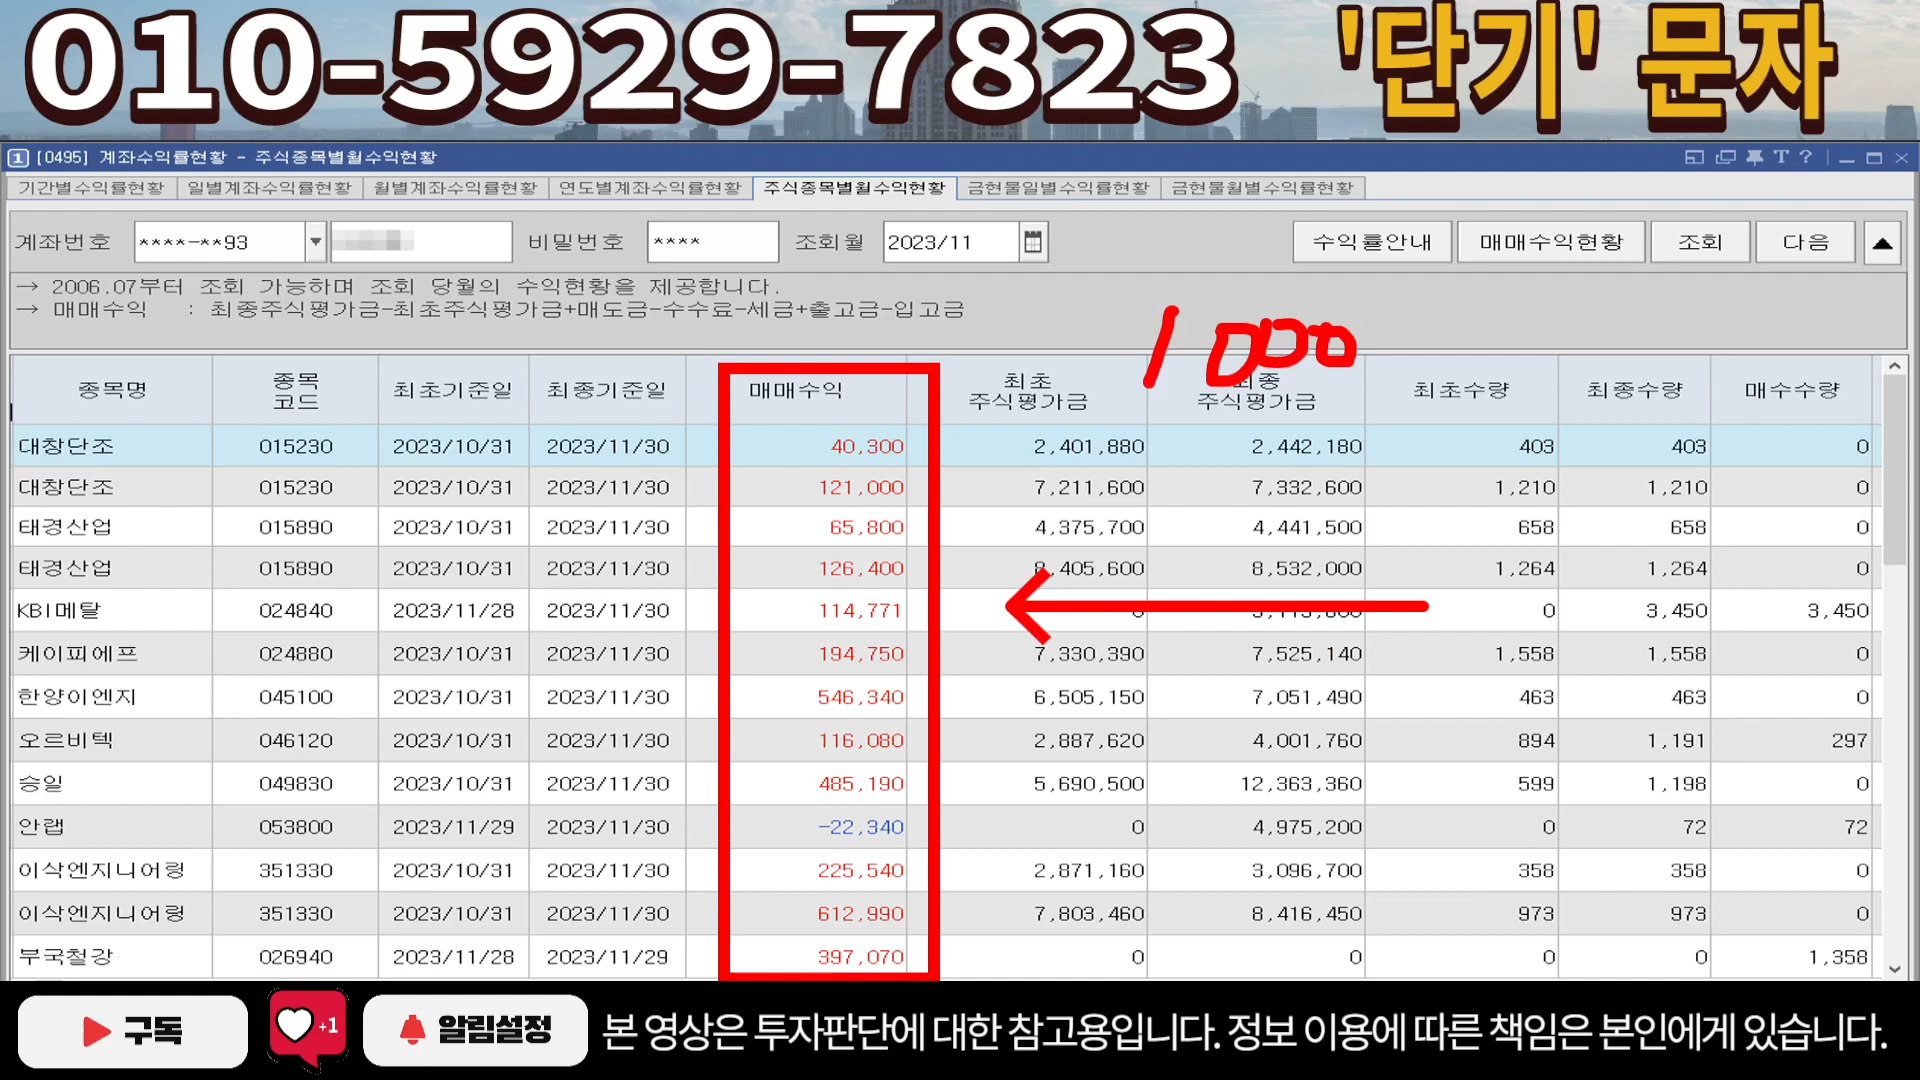 010-5929-7823 '단기' 문자
1 [0495] 계좌수익률현황 - 주식종목별월수익현황
기간별수익률현황 일별계좌수익률현황 월별계좌수익률현황 연도별계좌수익률현황 주식종목별월수익현황 금현물일별수익률현황 금현물월별수익률현황
계좌번호 ****-**93 비밀번호 **** 조회월 2023/11 수익률안내 매매수익현황 조회 다음
→ 2006.07부터 조회 가능하며 조회 당월의 수익현황을 제공합니다.
→ 매매수익 : 최종주식평가금-최초주식평가금+매도금-수수료-세금+출고금-입고금
1000
종목명 종목코드 최초기준일 최종기준일 매매수익 최초주식평가금 최종주식평가금 최초수량 최종수량 매수수량
대창단조 015230 2023/10/31 2023/11/30 40,300 2,401,880 2,442,180 403 403 0
대창단조 015230 2023/10/31 2023/11/30 121,000 7,211,600 7,332,600 1,210 1,210 0
태경산업 015890 2023/10/31 2023/11/30 65,800 4,375,700 4,441,500 658 658 0
태경산업 015890 2023/10/31 2023/11/30 126,400 8,405,600 8,532,000 1,264 1,264 0
KBI메탈 024840 2023/11/28 2023/11/30 114,771 0 0 3,450 3,450
케이피에프 024880 2023/10/31 2023/11/30 194,750 7,330,390 7,525,140 1,558 1,558 0
한양이엔지 045100 2023/10/31 2023/11/30 546,340 6,505,150 7,051,490 463 463 0
오르비텍 046120 2023/10/31 2023/11/30 116,080 2,887,620 4,001,760 894 1,191 297
승일 049830 2023/10/31 2023/11/30 485,190 5,690,500 12,363,360 599 1,198 0
안랩 053800 2023/11/29 2023/11/30 -22,340 0 4,975,200 0 72 72
이삭엔지니어링 351330 2023/10/31 2023/11/30 225,540 2,871,160 3,096,700 358 358 0
이삭엔지니어링 351330 2023/10/31 2023/11/30 612,990 7,803,460 8,416,450 973 973 0
부국철강 026940 2023/11/28 2023/11/29 397,070 0 0 0 0 1,358
구독 +1 알림설정 본 영상은 투자판단에 대한 참고용입니다. 정보 이용에 따른 책임은 본인에게 있습니다.